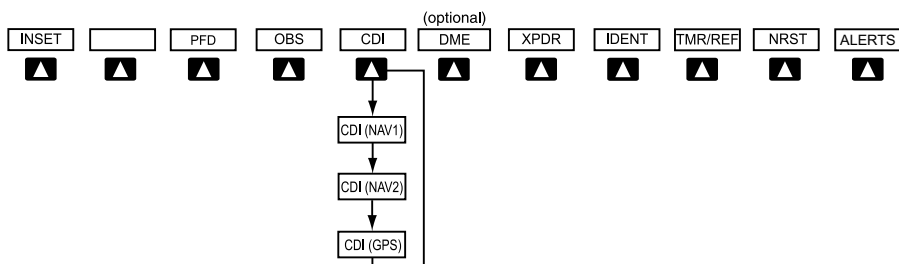 (optional)
INSET PFD OBS CDI DME XPDR IDENT TMR/REF NRST ALERTS
CDI (NAV1)
CDI (NAV2)
CDI (GPS)